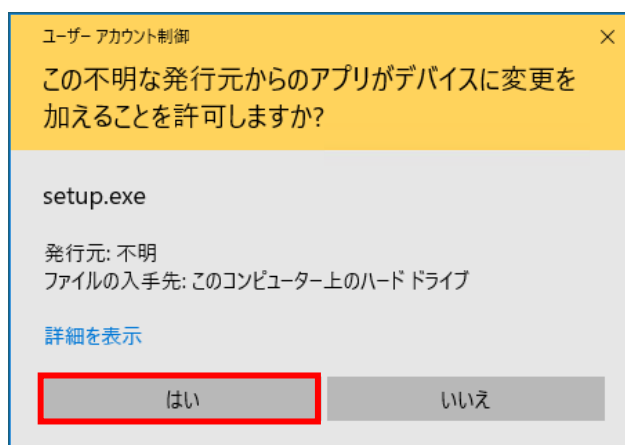 ユーザー アカウント制御
この不明な発行元からのアプリがデバイスに変更を
加えることを許可しますか?
setup.exe
発行元: 不明
ファイルの入手先: このコンピューター上のハード ドライブ
詳細を表示
はい
いいえ